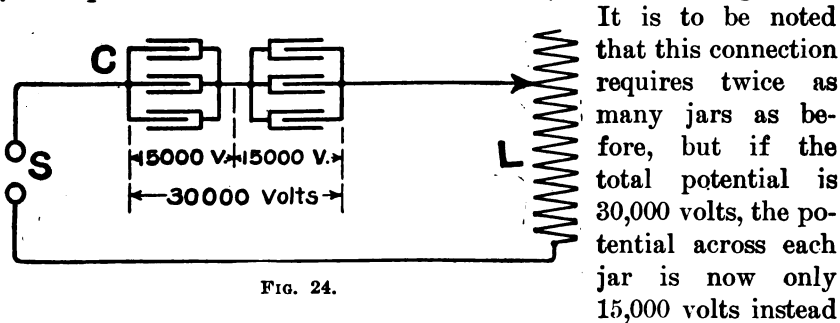 C
S
15000 V.
15000 V.
30000 Volts
L
FIG. 24.
It is to be noted
that this connection
requires twice as
many jars as be-
fore, but if the
total potential is
30,000 volts, the po-
tential across each
jar is now only
15,000 volts instead